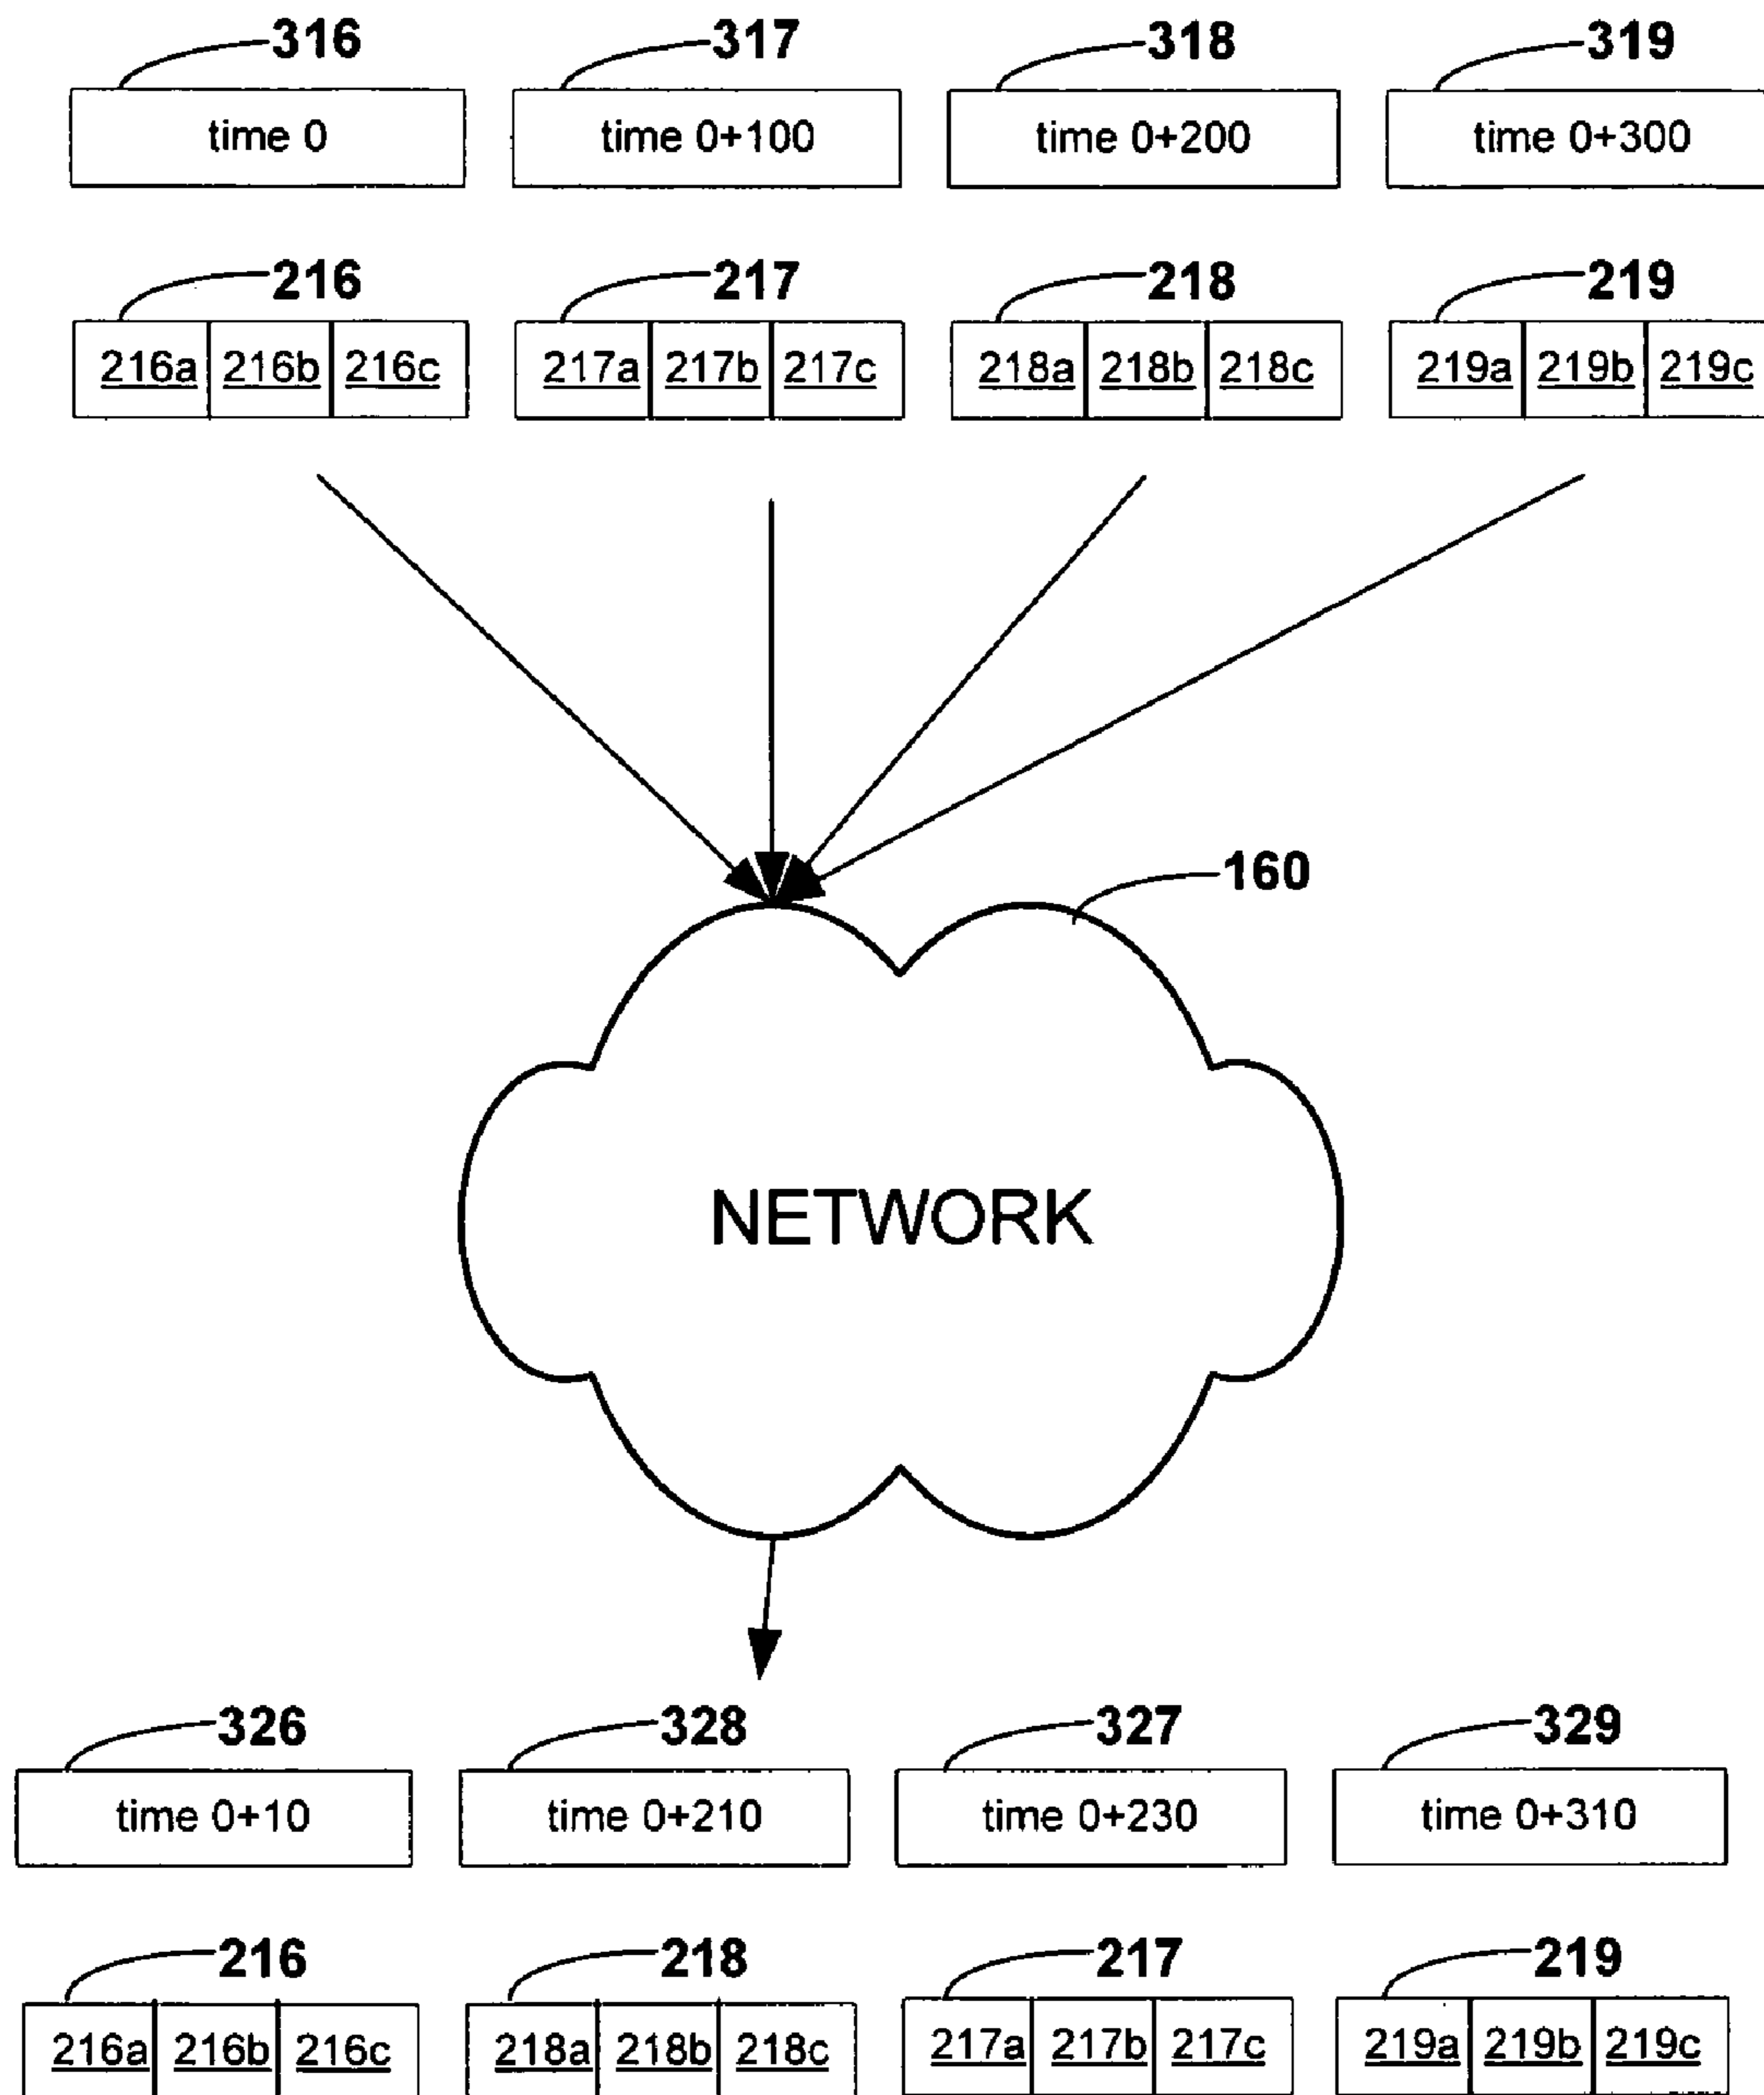 316 317 318 319
time 0 time 0+100 time 0+200 time 0+300
216 217 218 219
216a 216b 216c 217a 217b 217c 218a 218b 218c 219a 219b 219c
160
NETWORK
326 328 327 329
time 0+10 time 0+210 time 0+230 time 0+310
216 218 217 219
216a 216b 216c 218a 218b 218c 217a 217b 217c 219a 219b 219c